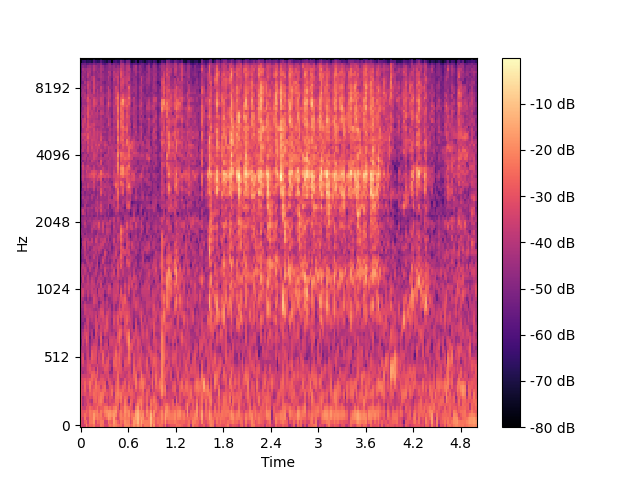 8192
4096
2048
1024
512
0
Hz
0 0.6 1.2 1.8 2.4 3 3.6 4.2 4.8
Time
-10 dB
-20 dB
-30 dB
-40 dB
-50 dB
-60 dB
-70 dB
-80 dB